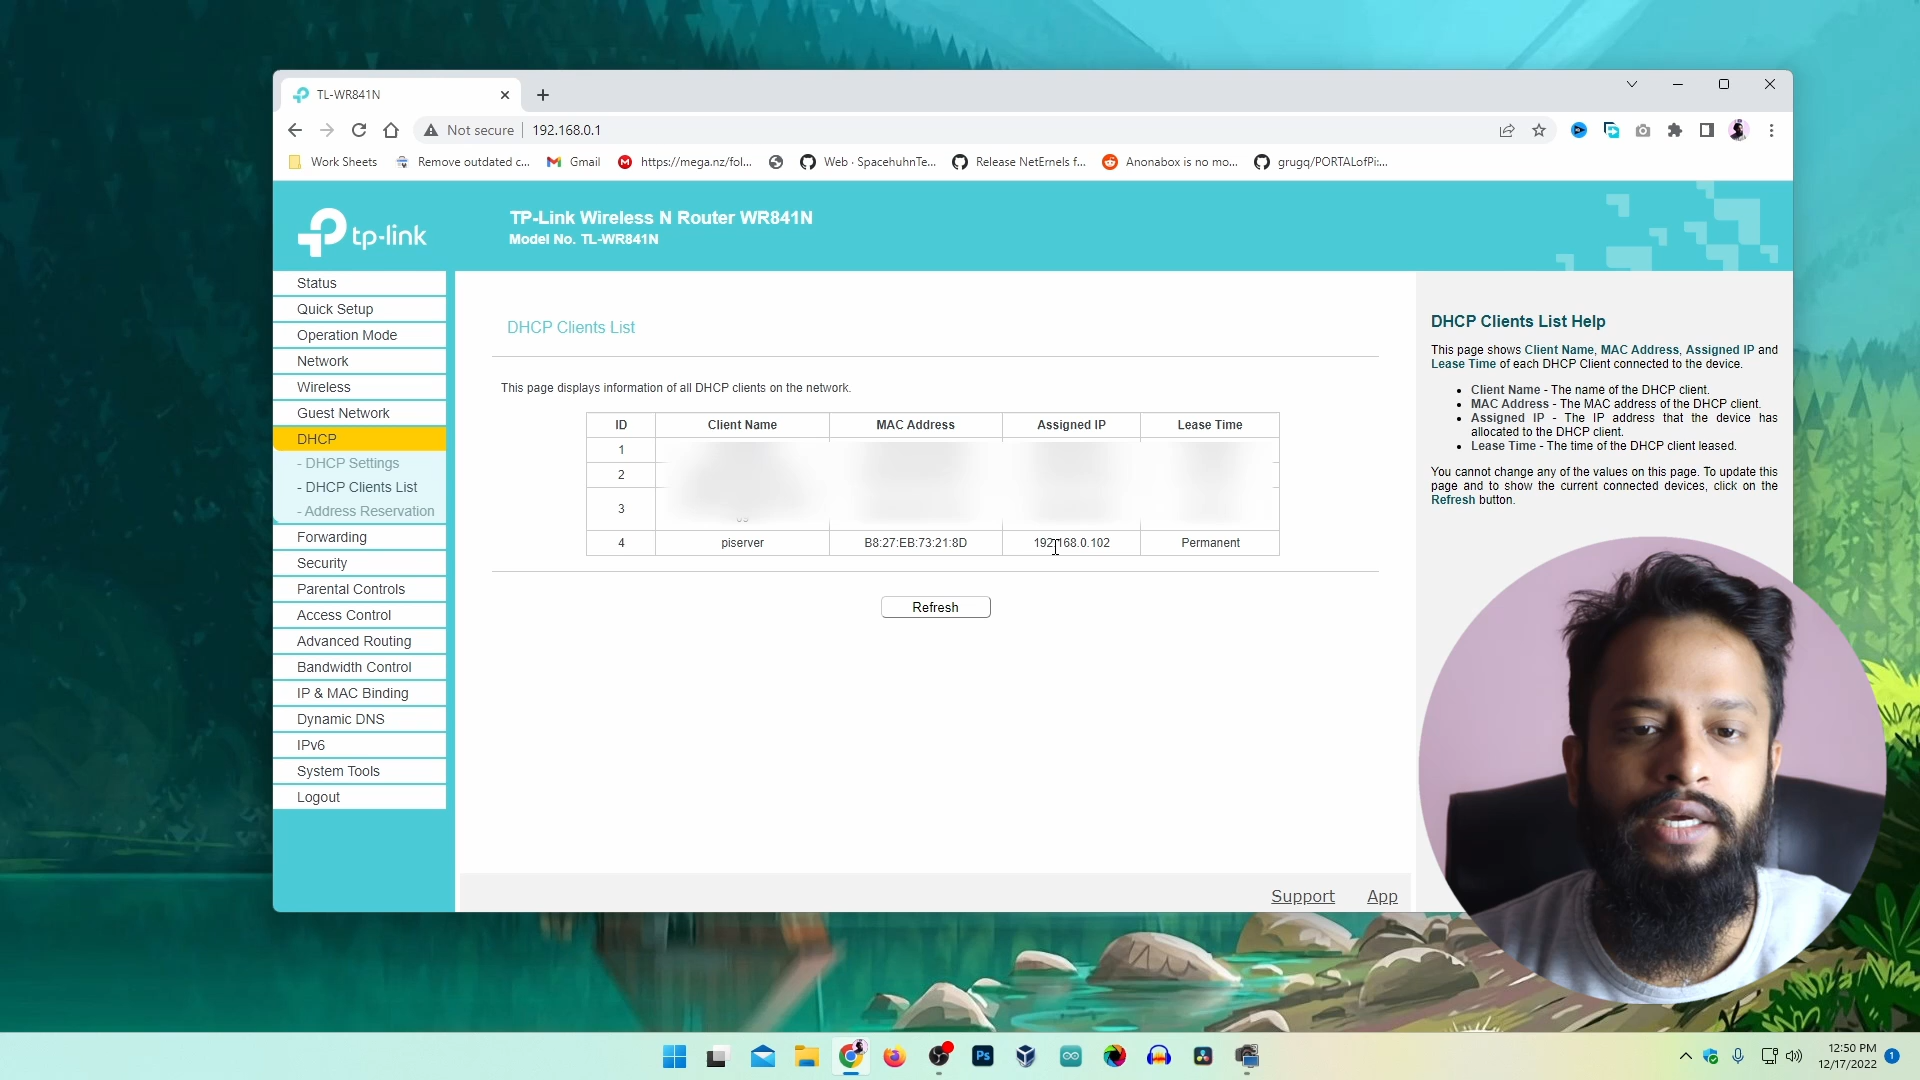 TL-WR841N
Not secure
192.168.0.1
Work Sheets
Remove outdated c...
Gmail
https://mega.nz/fol...
Web · SpacehuhnTe...
Release NetErnels f...
Anonabox is no mo...
grugq/PORTALofPi:...
tp-link
TP-Link Wireless N Router WR841N
Model No. TL-WR841N
Status
Quick Setup
Operation Mode
Network
Wireless
Guest Network
DHCP
- DHCP Settings
- DHCP Clients List
- Address Reservation
Forwarding
Security
Parental Controls
Access Control
Advanced Routing
Bandwidth Control
IP & MAC Binding
Dynamic DNS
IPv6
System Tools
Logout
DHCP Clients List
This page displays information of all DHCP clients on the network.
ID Client Name MAC Address Assigned IP Lease Time
1
2
3
4 piserver B8:27:EB:73:21:8D 192.168.0.102 Permanent
Refresh
Support App
DHCP Clients List Help
This page shows Client Name, MAC Address, Assigned IP and
Lease Time of each DHCP Client connected to the device.
• Client Name - The name of the DHCP client.
• MAC Address - The MAC address of the DHCP client.
• Assigned IP - The IP address that the device has
allocated to the DHCP client.
• Lease Time - The time of the DHCP client leased.
You cannot change any of the values on this page. To update this
page and to show the current connected devices, click on the
Refresh button.
Ps
12:50 PM
12/17/2022
1